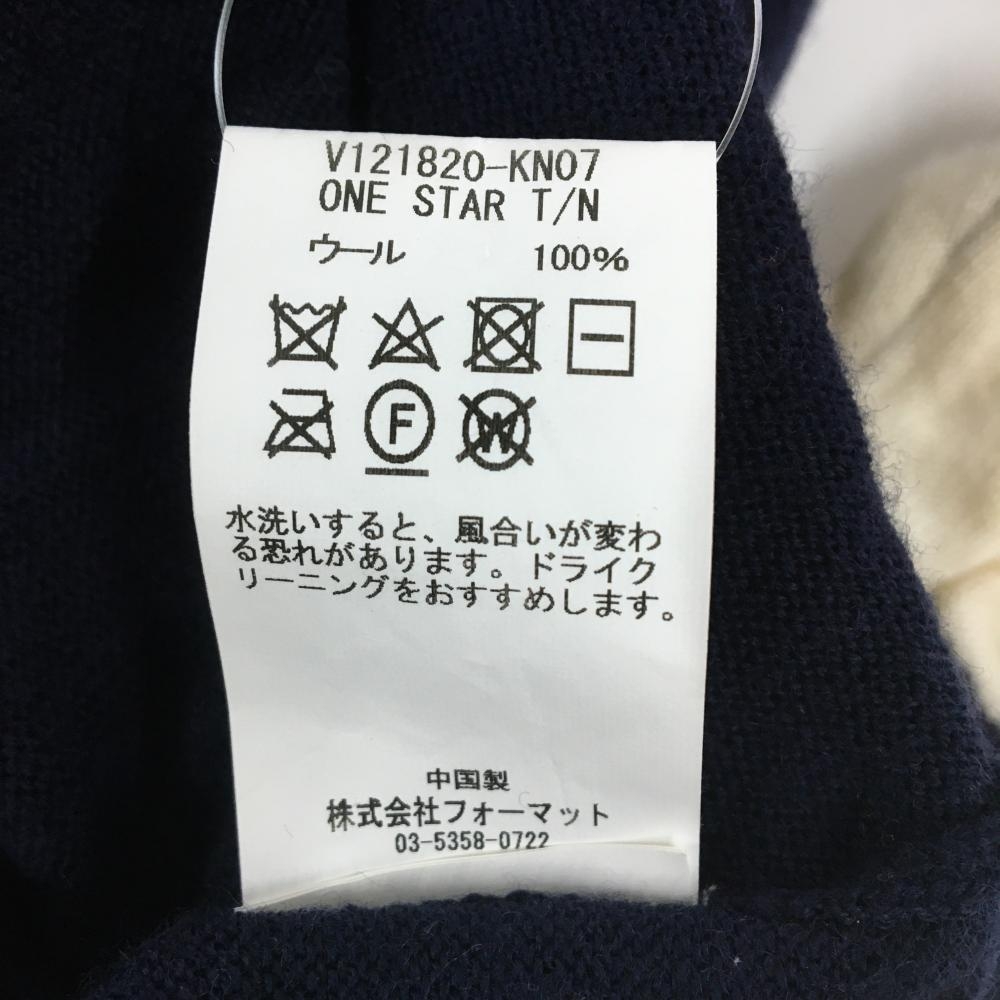 V121820-KN07
ONE STAR T/N
ウール 100%
F
W
水洗いすると、風合いが変わ
る恐れがあります。ドライク
リーニングをおすすめします。
中国製
株式会社フォーマット
03-5358-0722